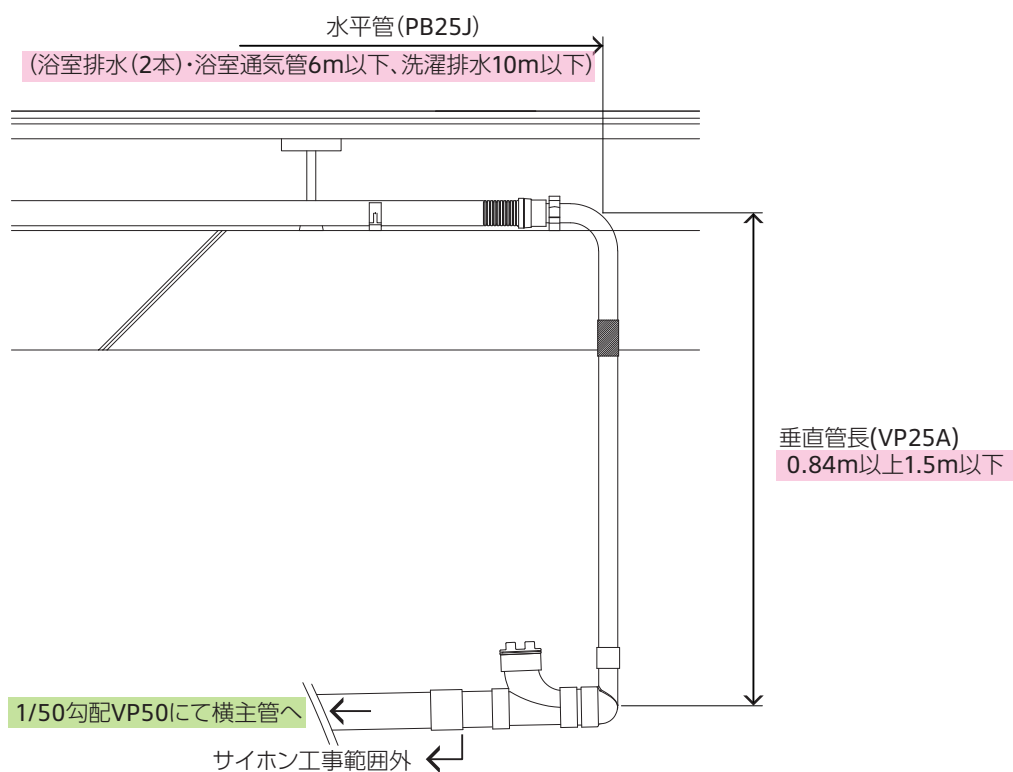 水平管(PB25J)
(浴室排水(2本)・浴室通気管6m以下、洗濯排水10m以下)
垂直管長(VP25A)
0.84m以上1.5m以下
1/50勾配VP50にて横主管へ
サイホン工事範囲外